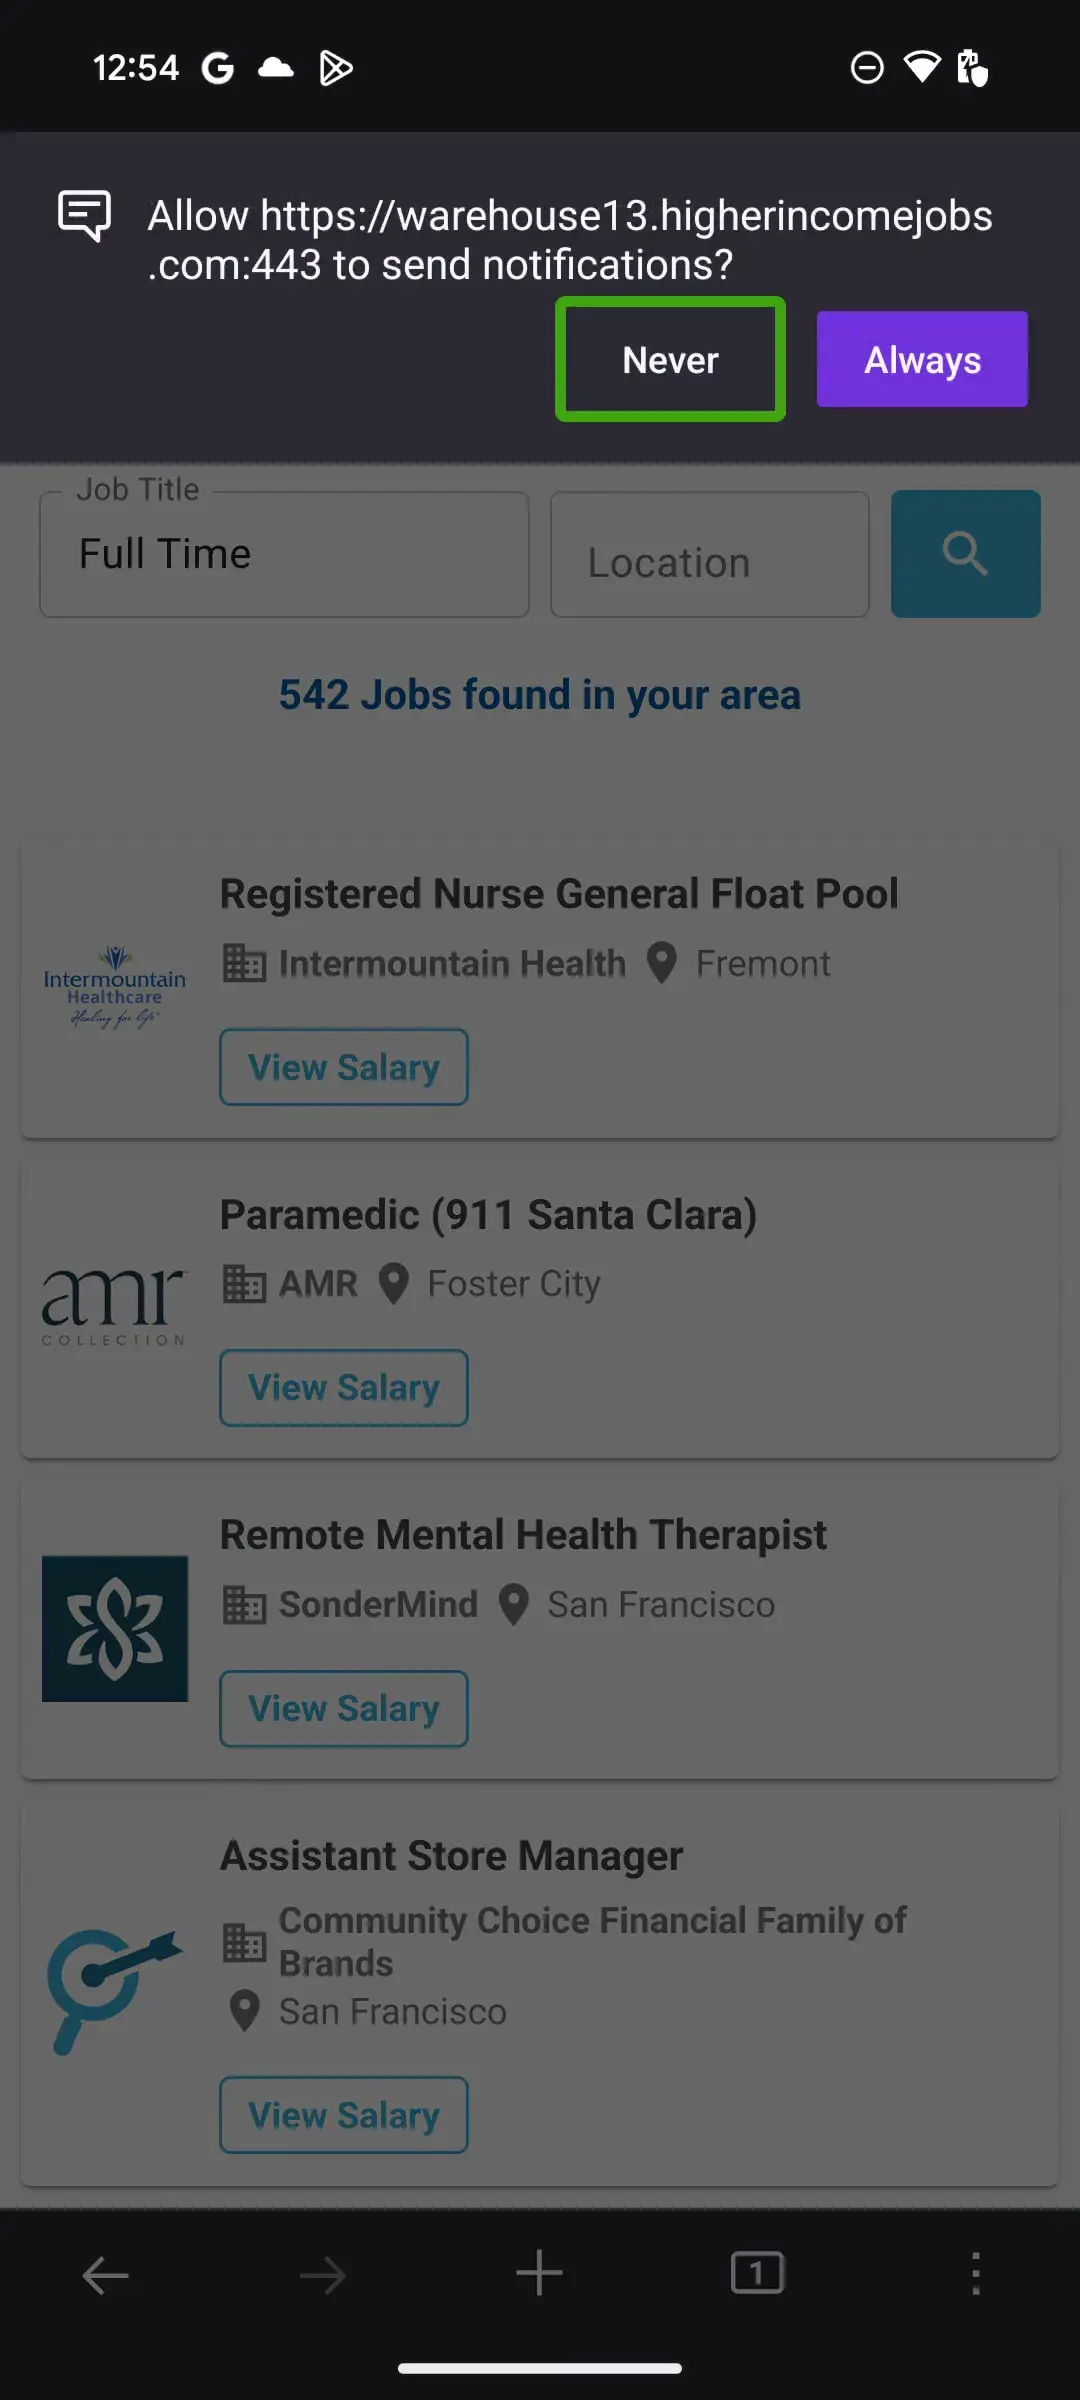 12:54
Allow https://warehouse13.higherincomejobs
.com:443 to send notifications?
Never
Always
Job Title
Full Time
Location
542 Jobs found in your area
Registered Nurse General Float Pool
Intermountain Health Fremont
Intermountain
Healthcare
Healing for life
View Salary
Paramedic (911 Santa Clara)
AMR Foster City
amr
COLLECTION
View Salary
Remote Mental Health Therapist
SonderMind San Francisco
View Salary
Assistant Store Manager
Community Choice Financial Family of
Brands
San Francisco
View Salary
1